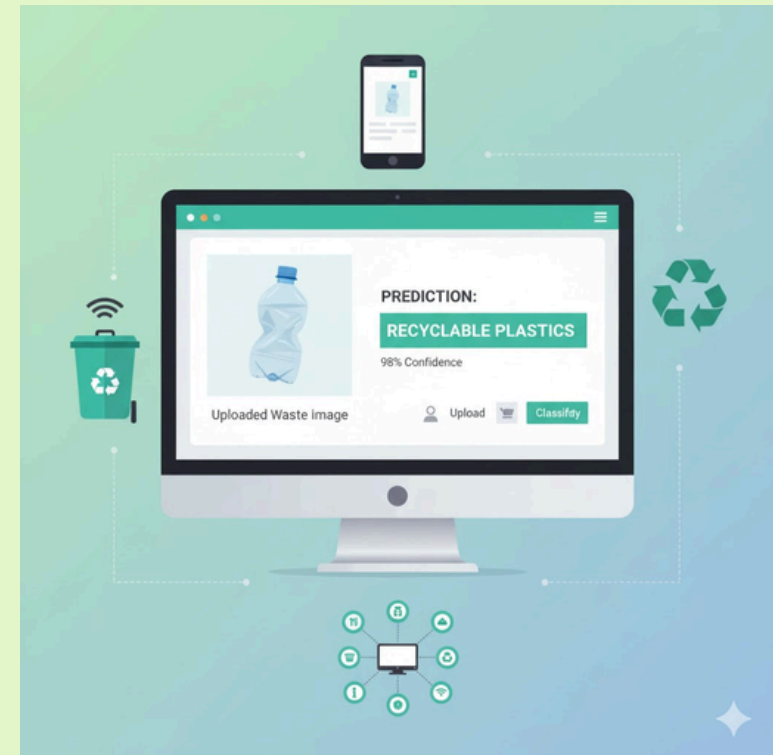 PREDICTION:
RECYCLABLE PLASTICS
98% Confidence
Uploaded Waste image
Upload
Classifdy